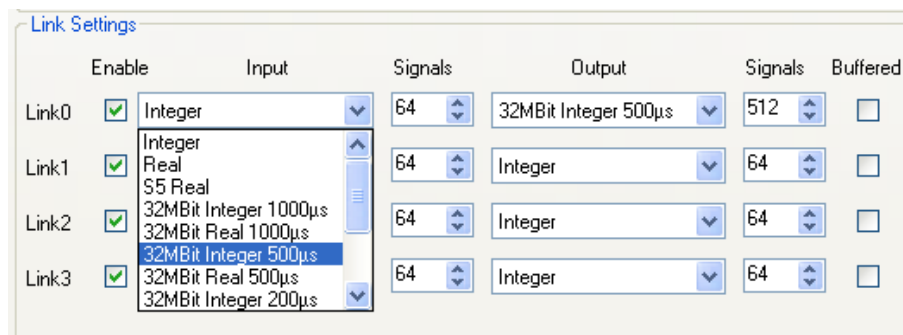 Link Settings
Enable Input Signals Output Signals Buffered
Link0 Integer 64 32MBit Integer 500µs 512
Integer
Real
Link1 64 Integer 64
S5 Real
32MBit Integer 1000µs
Link2 64 Integer 64
32MBit Real 1000µs
32MBit Integer 500µs
Link3 32MBit Real 500µs 64 Integer 64
32MBit Integer 200µs